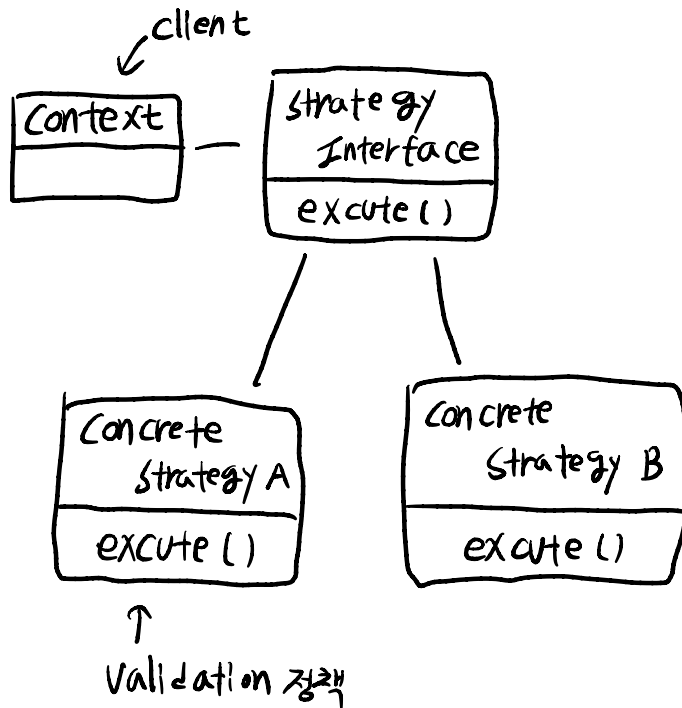 client
Context
strategy
Interface
excute()
Concrete
strategy A
excute()
Concrete
strategy B
excute()
Validation 정책